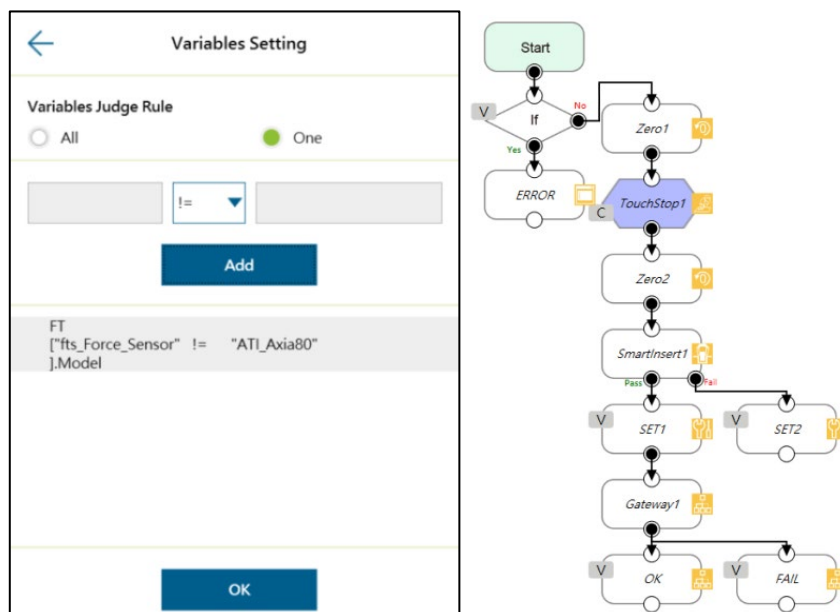 Variables Setting
Variables Judge Rule
All
One
!=
Add
FT
["fts_Force_Sensor" != "ATI_Axia80"
].Model
OK
Start
V
If
No
Yes
Zero1
ERROR
C
TouchStop1
Zero2
SmartInsert1
Pass
Fail
V
SET1
V
SET2
Gateway1
V
OK
V
FAIL